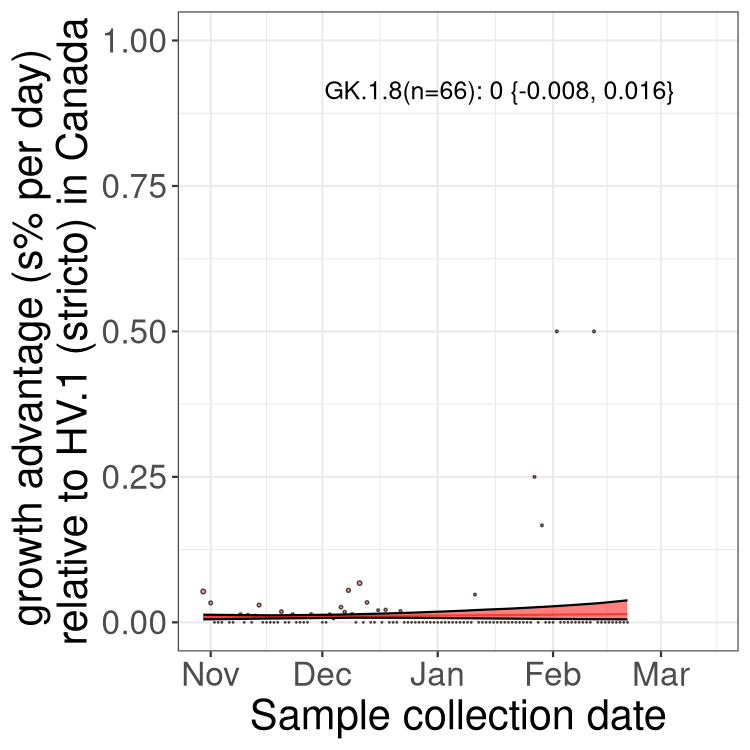 growth advantage (s% per day)
relative to HV.1 (stricto) in Canada
1.00
0.75
0.50
0.25
0.00
GK.1.8(n=66): 0 {-0.008, 0.016}
Nov Dec Jan Feb Mar
Sample collection date